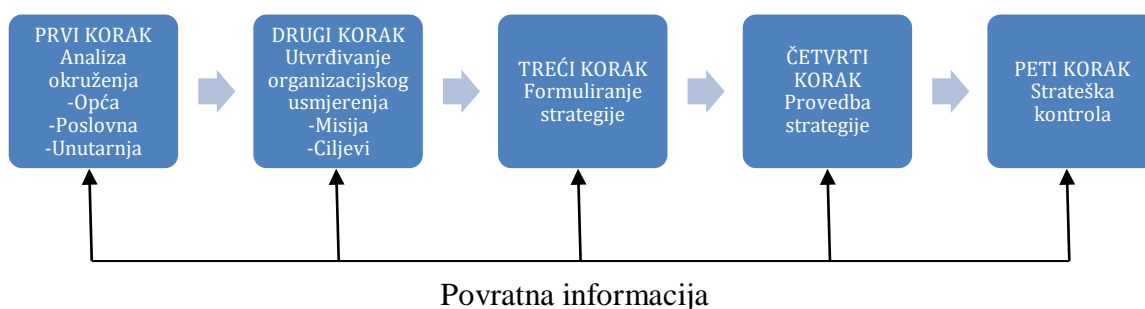 PRVI KORAK
Analiza
okruženja
-Opća
-Poslovna
-Unutarnja
DRUGI KORAK
Utvrđivanje
organizacijskog
usmjerenja
-Misija
-Ciljevi
TREĆI KORAK
Formuliranje
strategije
ČETVRTI
KORAK
Provedba
strategije
PETI KORAK
Strateška
kontrola
Povratna informacija